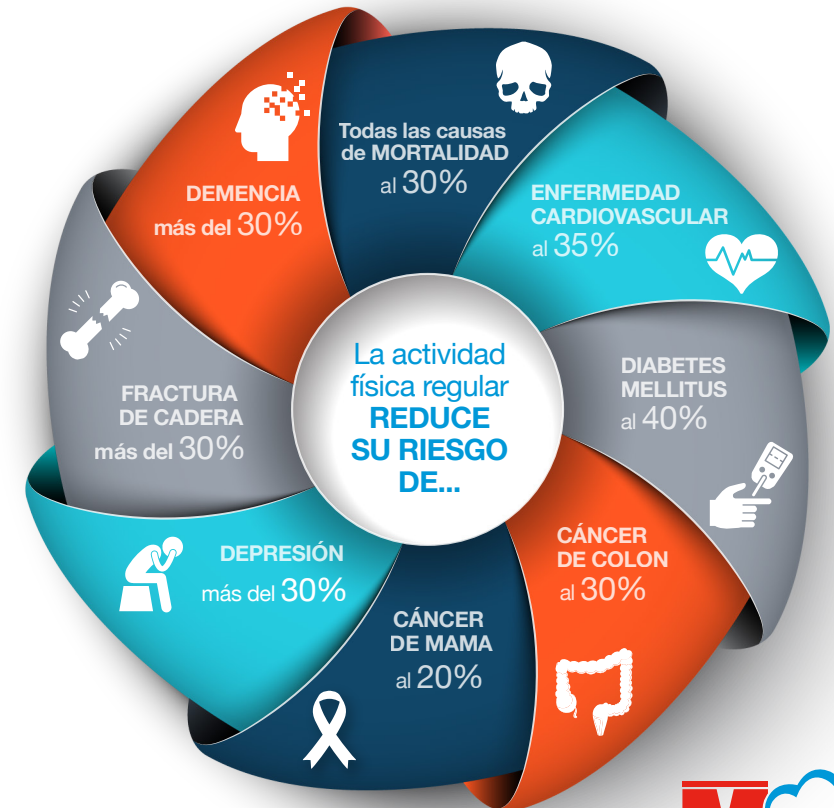 La actividad
física regular
REDUCE
SU RIESGO
DE...
Todas las causas
de MORTALIDAD
al 30%
ENFERMEDAD
CARDIOVASCULAR
al 35%
DIABETES
MELLITUS
al 40%
CÁNCER
DE COLON
al 30%
CÁNCER
DE MAMA
al 20%
DEPRESIÓN
más del 30%
FRACTURA
DE CADERA
más del 30%
DEMENCIA
más del 30%